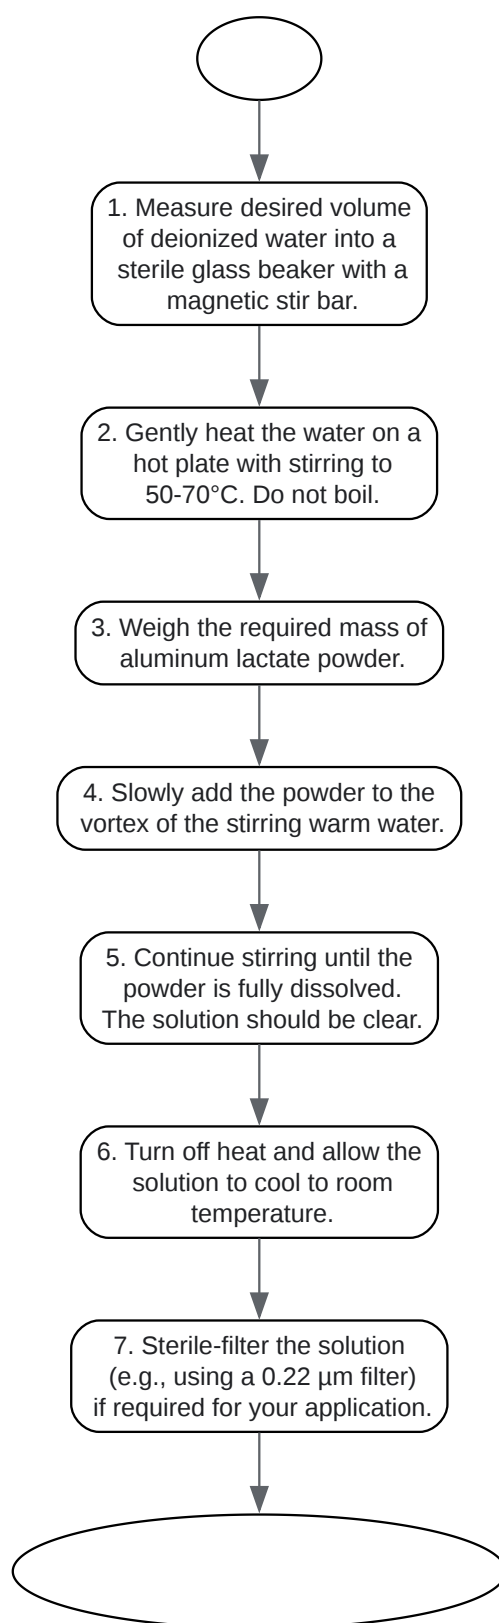 1. Measure desired volume
of deionized water into a
sterile glass beaker with a
magnetic stir bar.
2. Gently heat the water on a
hot plate with stirring to
50-70°C. Do not boil.
3. Weigh the required mass of
aluminum lactate powder.
4. Slowly add the powder to the
vortex of the stirring warm water.
5. Continue stirring until the
powder is fully dissolved.
The solution should be clear.
6. Turn off heat and allow the
solution to cool to room
temperature.
7. Sterile-filter the solution
(e.g., using a 0.22 µm filter)
if required for your application.